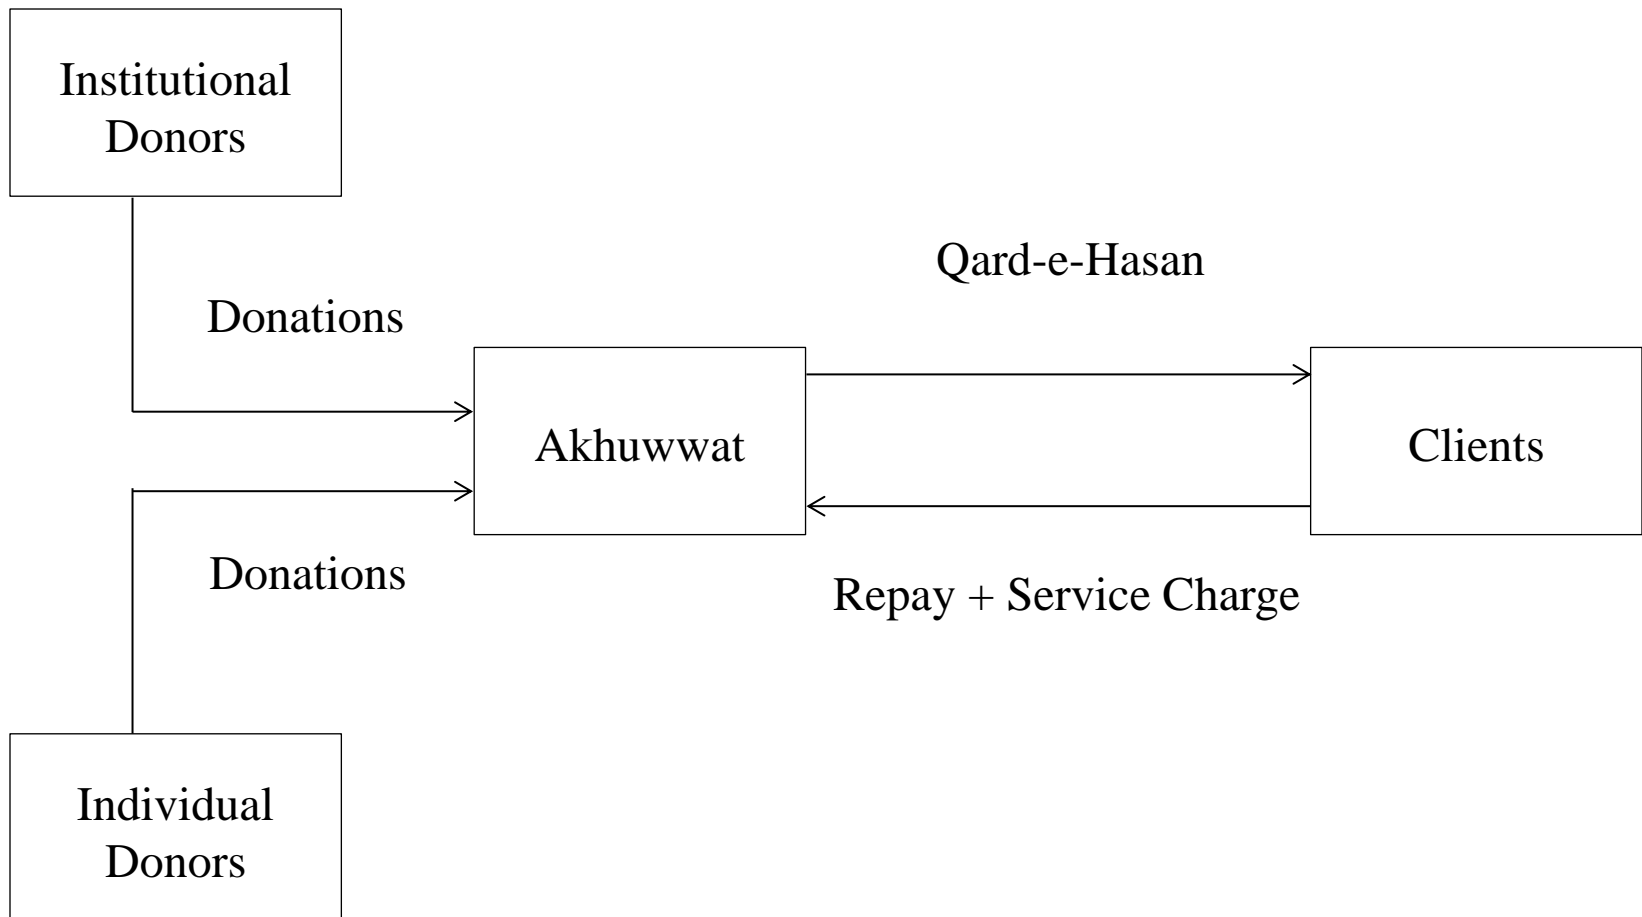 Institutional
Donors
Qard-e-Hasan
Donations
Akhuwwat
Clients
Donations
Repay + Service Charge
Individual
Donors